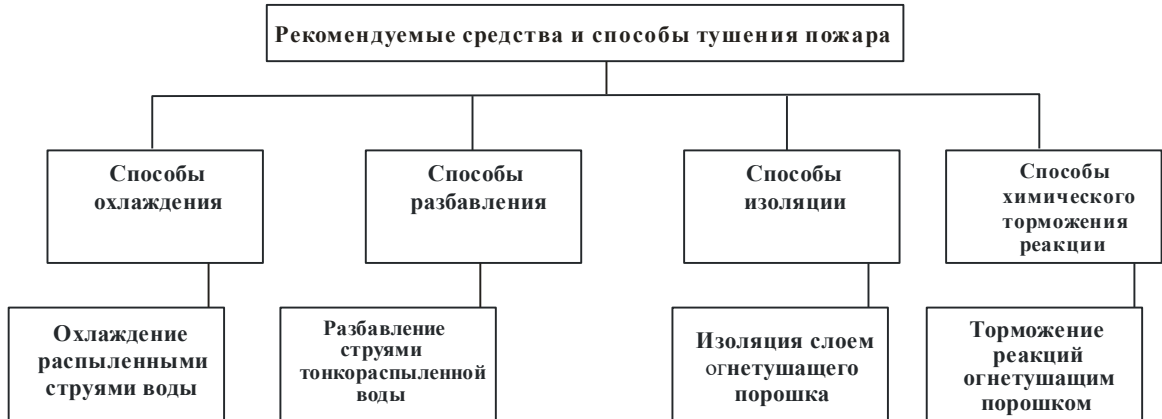 Рекомендуемые средства и способы тушения пожара
Способы
охлаждения
Способы
разбавления
Способы
изоляции
Способы
химического
торможения
реакции
Охлаждение
распыленными
струями воды
Разбавление
струями
тонкораспыленной
воды
Изоляция слоем
огнетушащего
порошка
Торможение
реакций
огнетушащим
порошком